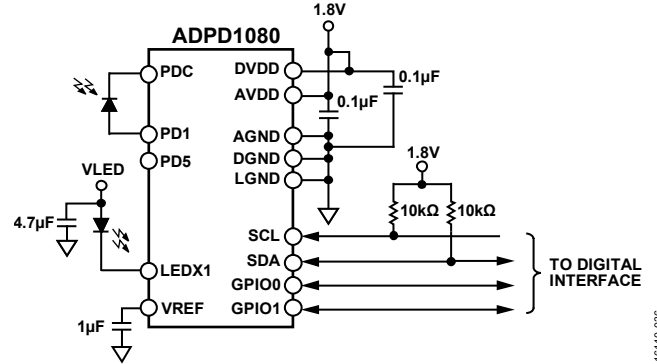 1.8V
ADPD1080
PDC
DVDD
0.1µF
AVDD
0.1µF
PD1
AGND
PD5
DGND
1.8V
VLED
LGND
10kΩ
10kΩ
4.7µF
SCL
SDA
TO DIGITAL
INTERFACE
LEDX1
GPIO0
VREF
GPIO1
1µF